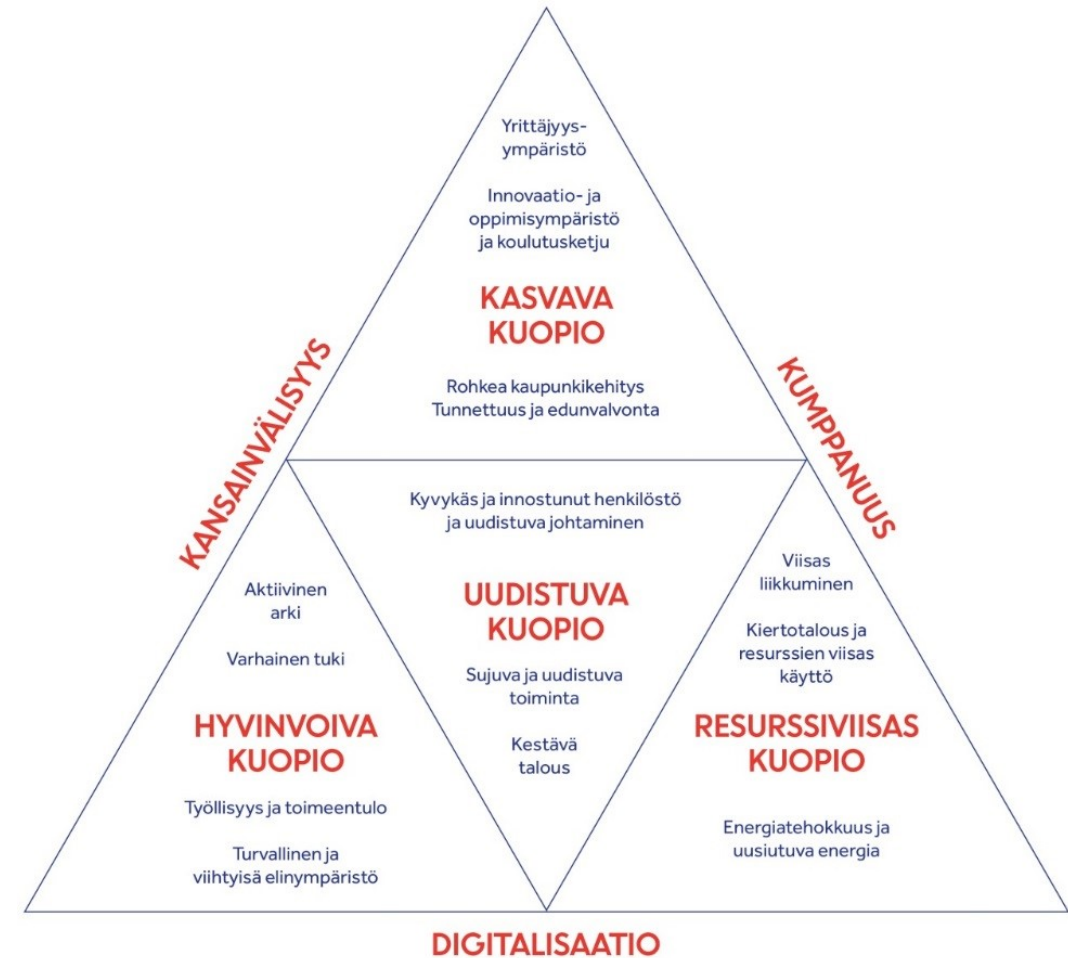 Yrittäjyys-
ympäristö
Innovaatio- ja
oppimisympäristö
ja koulutusketju
KASVAVA
KUOPIO
Rohkea kaupunkikehitys
Tunnettuus ja edunvalvonta
KANSAINVÄLISYYS
KUMPPANUUS
Kyvykäs ja innostunut henkilöstö
ja uudistuva johtaminen
UUDISTUVA
KUOPIO
Sujuva ja uudistuva
toiminta
Kestävä
talous
Aktiivinen
arki
Varhainen tuki
HYVINVOIVA
KUOPIO
Työllisyys ja toimeentulo
Turvallinen ja
viihtyisä elinympäristö
Viisas
liikkuminen
Kiertotalous ja
resurssien viisas
käyttö
RESURSSIVIISAS
KUOPIO
Energiatehokkuus ja
uusiutuva energia
DIGITALISAATIO